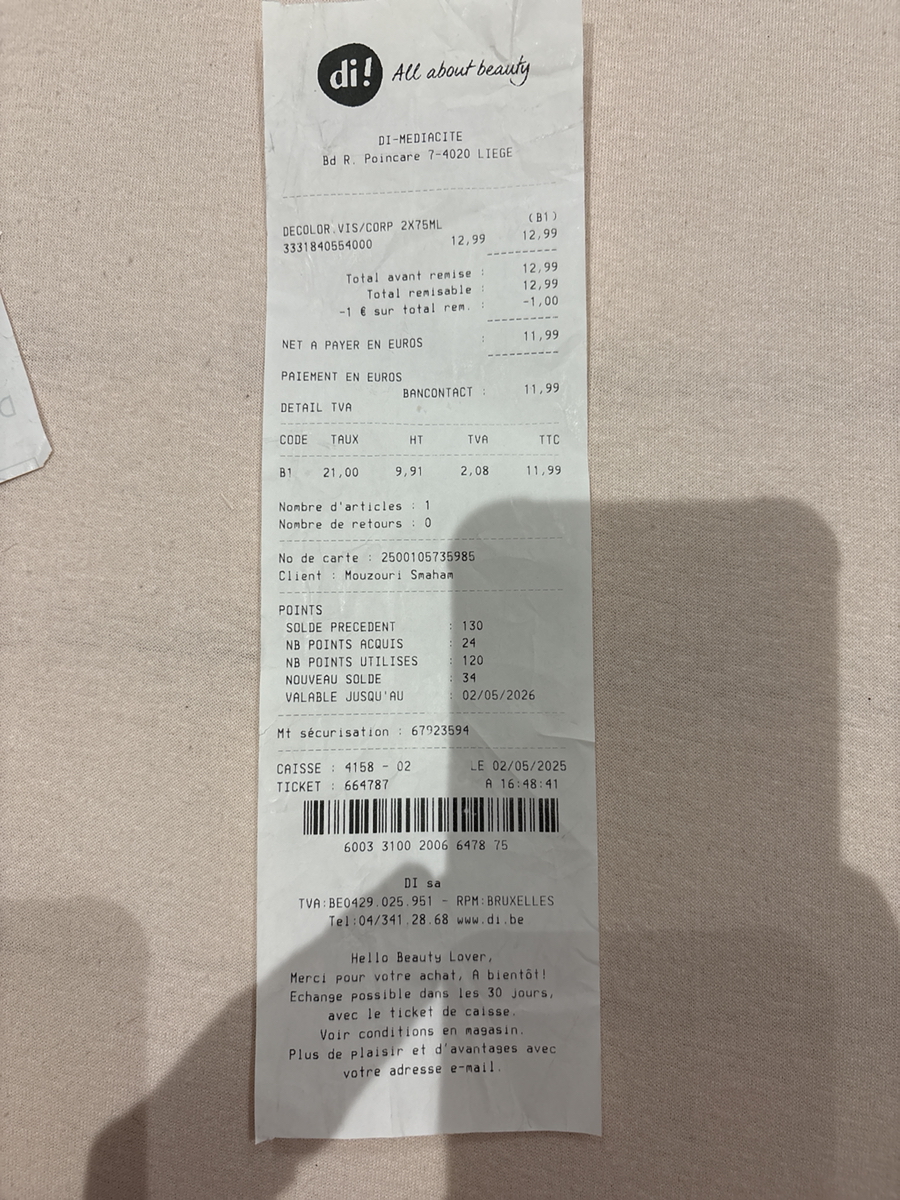 di! All about beauty
DI-MEDIACITE
Bd R. Poincare 7-4020 LIEGE
(B1)
DECOLOR.VIS/CORP 2X75ML
3331840554000 12,99 12,99
Total avant remise : 12,99
Total remisable : 12,99
-1 € sur total rem. : -1,00
NET A PAYER EN EUROS : 11,99
PAIEMENT EN EUROS
BANCONTACT : 11,99
DETAIL TVA
CODE TAUX HT TVA TTC
B1 21,00 9,91 2,08 11,99
Nombre d'articles : 1
Nombre de retours : 0
No de carte : 2500105735985
Client : Mouzouri Smaham
POINTS
SOLDE PRECEDENT : 130
NB POINTS ACQUIS : 24
NB POINTS UTILISES : 120
NOUVEAU SOLDE : 34
VALABLE JUSQU'AU : 02/05/2026
Mt sécurisation : 67923594
CAISSE : 4158 - 02 LE 02/05/2025
TICKET : 664787 A 16:48:41
6003 3100 2006 6478 75
DI sa
TVA:BE0429.025.951 - RPM:BRUXELLES
Tel:04/341.28.68 www.di.be
Hello Beauty Lover,
Merci pour votre achat, A bientôt!
Echange possible dans les 30 jours,
avec le ticket de caisse.
Voir conditions en magasin.
Plus de plaisir et d'avantages avec
votre adresse e-mail.